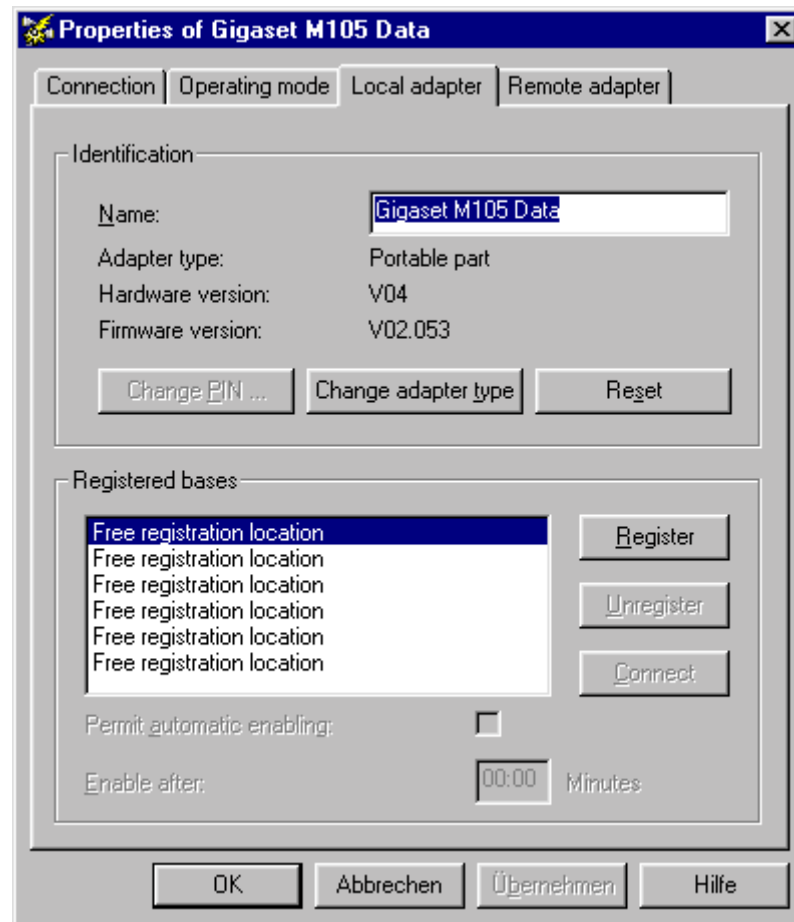 Properties of Gigaset M105 Data
Connection Operating mode Local adapter Remote adapter
Identification
Name: Gigaset M105 Data
Adapter type: Portable part
Hardware version: V04
Firmware version: V02.053
Change PIN ... Change adapter type Reset
Registered bases
Free registration location
Free registration location
Free registration location
Free registration location
Free registration location
Free registration location
Register
Unregister
Connect
Permit automatic enabling:
Enable after: 00:00 Minutes
OK Abbrechen Übernehmen Hilfe